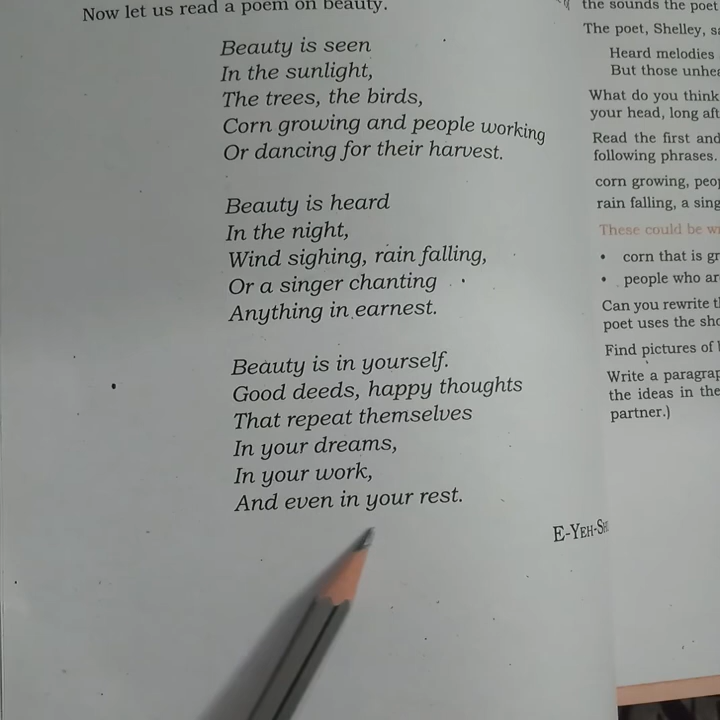 Now let us read a poem on beauty.
Beauty is seen
In the sunlight,
The trees, the birds,
Corn growing and people working
Or dancing for their harvest.
Beauty is heard
In the night,
Wind sighing, rain falling,
Or a singer chanting
Anything in earnest.
Beauty is in yourself.
Good deeds, happy thoughts
That repeat themselves
In your dreams,
In your work,
And even in your rest.
E-YEH-SH
the sounds the poet
The poet, Shelley,
Heard melodies
But those
What do you think
your head, long
Read the first and
following phrases.
corn growing,
rain falling, a
These could be
• corn that is
• people who
Can you rewrite
poet uses the
Find pictures of
Write a
the ideas in the
partner.)